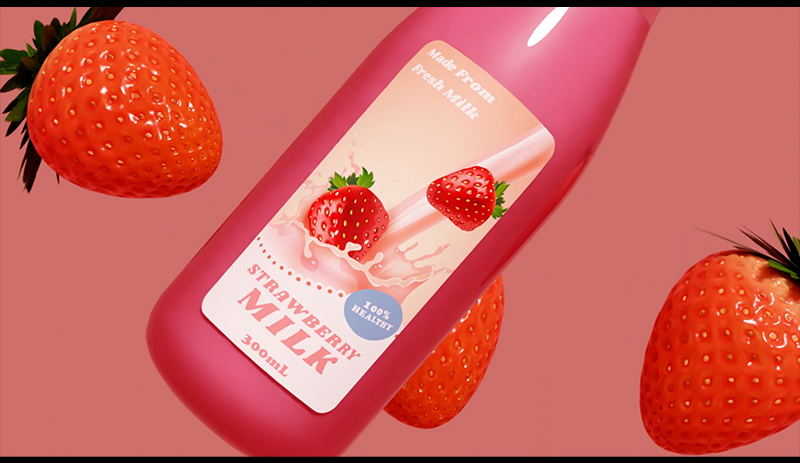 Made From
Fresh Milk
STRAWBERRY
MILK
100%
HEALTHY
300mL